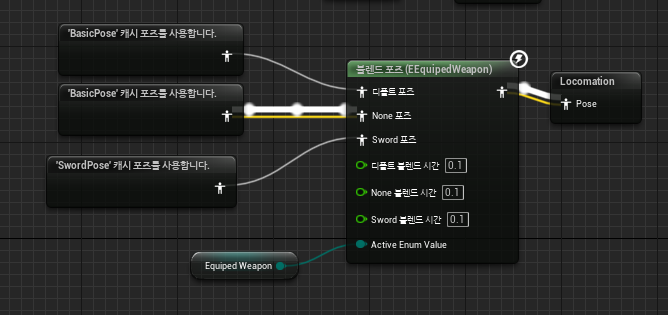 'BasicPose' 캐시 포즈를 사용합니다.
'BasicPose' 캐시 포즈를 사용합니다.
'SwordPose' 캐시 포즈를 사용합니다.
Equiped Weapon
블렌드 포즈 (EEquipedWeapon)
디폴트 포즈
None 포즈
Sword 포즈
디폴트 블렌드 시간 0.1
None 블렌드 시간 0.1
Sword 블렌드 시간 0.1
Active Enum Value
Locomation
Pose